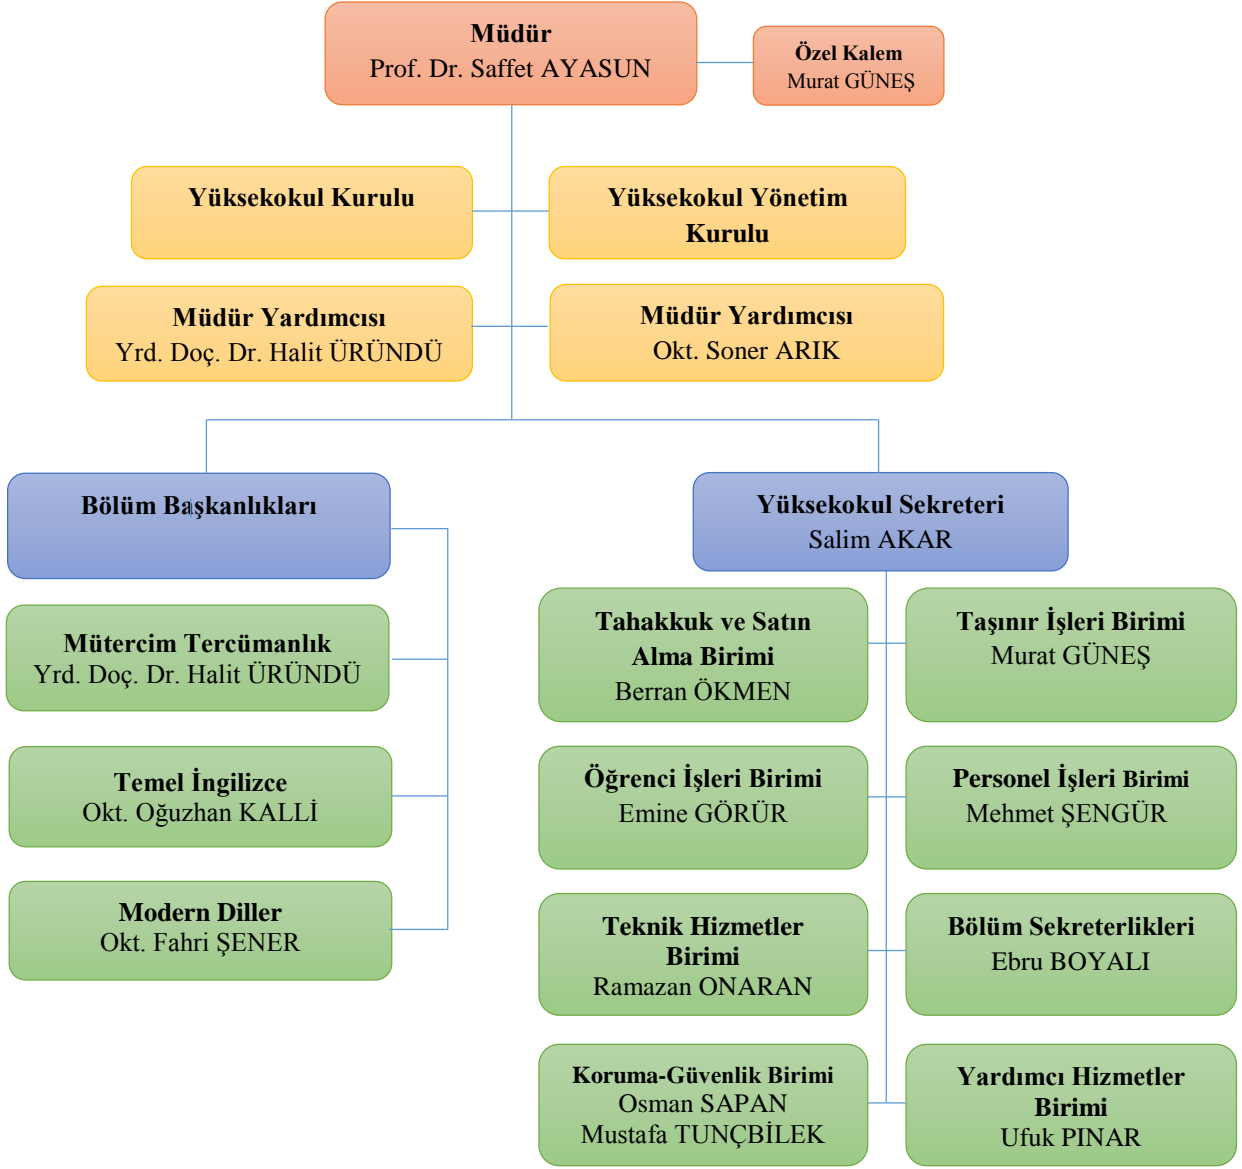 Müdür
Prof. Dr. Saffet AYASUN
Özel Kalem
Murat GÜNEŞ
Yüksekokul Kurulu
Yüksekokul Yönetim
Kurulu
Müdür Yardımcısı
Yrd. Doç. Dr. Halit ÜRÜNDÜ
Müdür Yardımcısı
Okt. Soner ARIK
Bölüm Başkanlıkları
Yüksekokul Sekreteri
Salim AKAR
Mütercim Tercümanlık
Yrd. Doç. Dr. Halit ÜRÜNDÜ
Temel İngilizce
Okt. Oğuzhan KALLİ
Modern Diller
Okt. Fahri ŞENER
Tahakkuk ve Satın
Alma Birimi
Berran ÖKMEN
Taşınır İşleri Birimi
Murat GÜNEŞ
Öğrenci İşleri Birimi
Emine GÖRÜR
Personel İşleri Birimi
Mehmet ŞENGÜR
Teknik Hizmetler
Birimi
Ramazan ONARAN
Bölüm Sekreterlikleri
Ebru BOYALI
Koruma-Güvenlik Birimi
Osman SAPAN
Mustafa TUNÇBİLEK
Yardımcı Hizmetler
Birimi
Ufuk PINAR